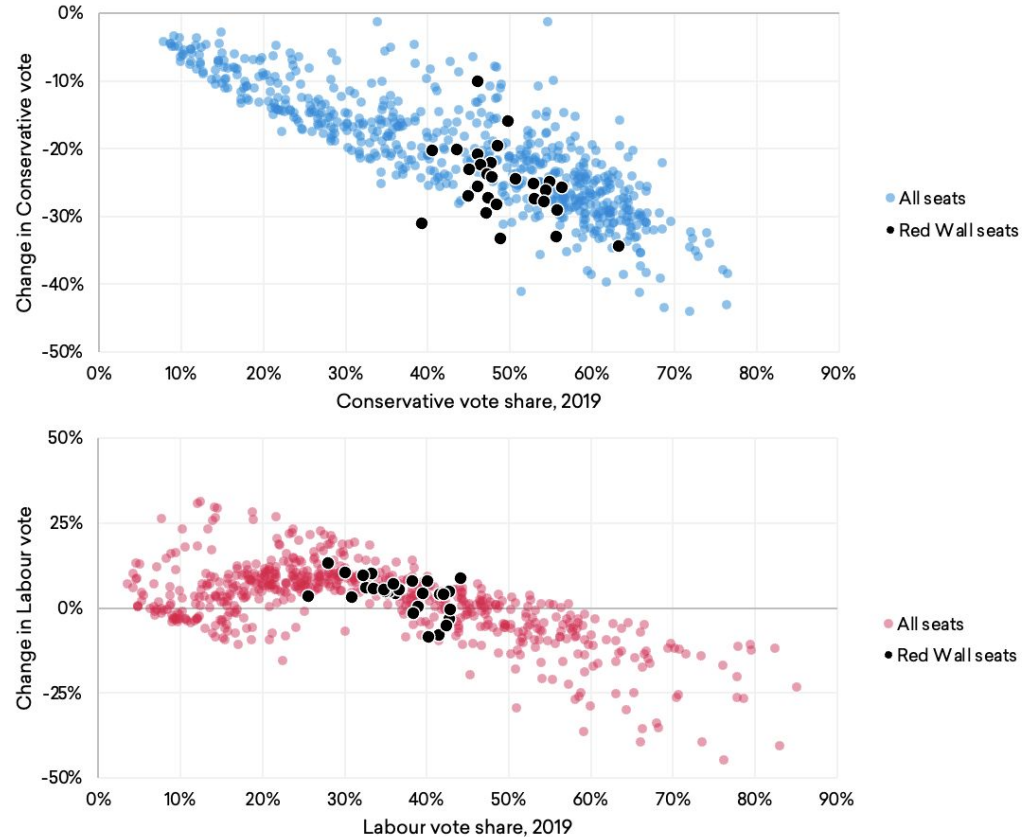 Change in Conservative vote
0%
-10%
-20%
-30%
-40%
-50%
0% 10% 20% 30% 40% 50% 60% 70% 80% 90%
Conservative vote share, 2019
All seats
Red Wall seats
Change in Labour vote
50%
25%
0%
-25%
-50%
0% 10% 20% 30% 40% 50% 60% 70% 80% 90%
Labour vote share, 2019
All seats
Red Wall seats